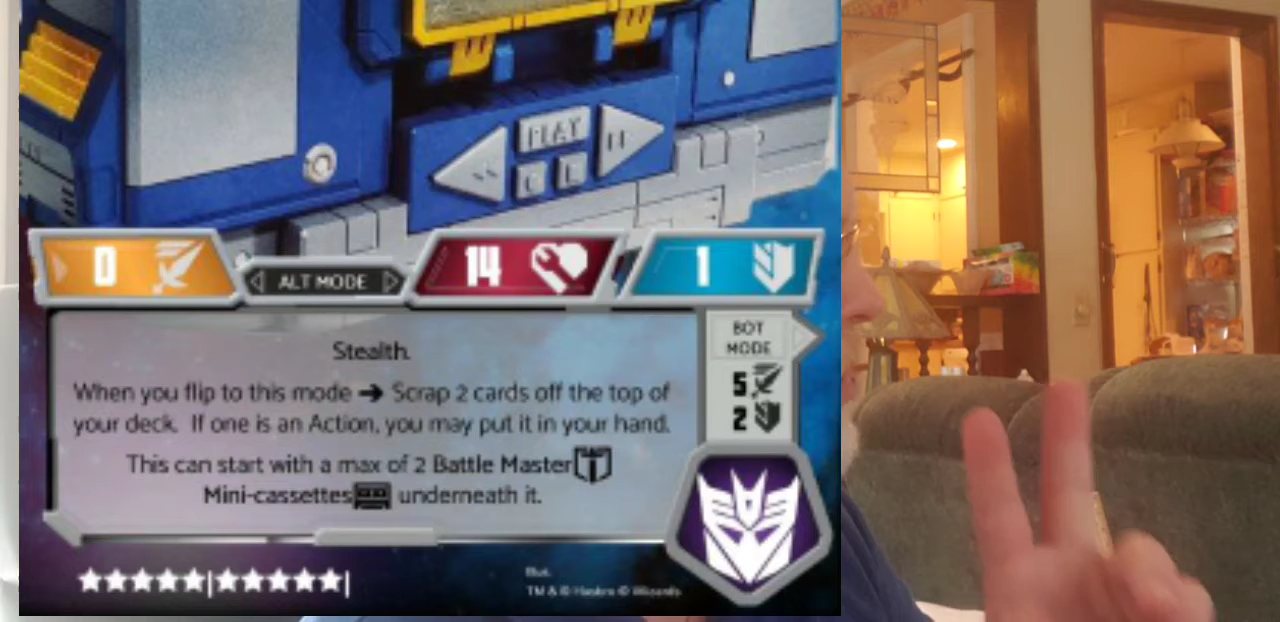 PLAY
0
ALT MODE
14
1
Stealth.
When you flip to this mode → Scrap 2 cards off the top of
your deck. If one is an Action, you may put it in your hand.
This can start with a max of 2 Battle Master
Mini-cassettes underneath it.
BOT
MODE
5
2
Illus.
TM & © Hasbro © Wizards